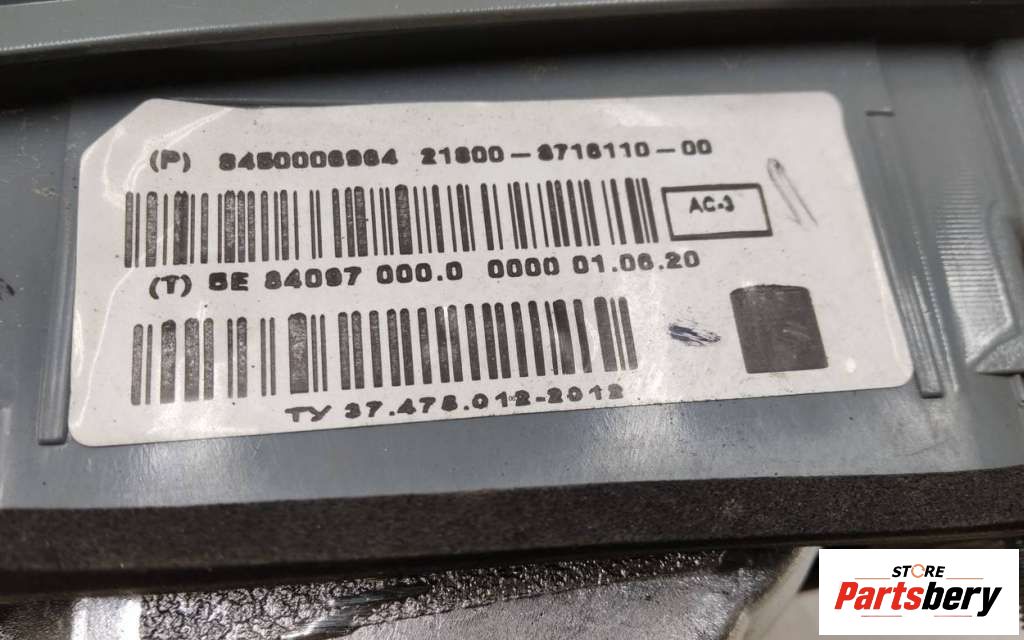 (P) 8450006964 21800-3716110-00
AC-3
(T) BE 84097 000.0 0000 01.06.20
ТУ 37.478.012-2012
STORE
Partsbery